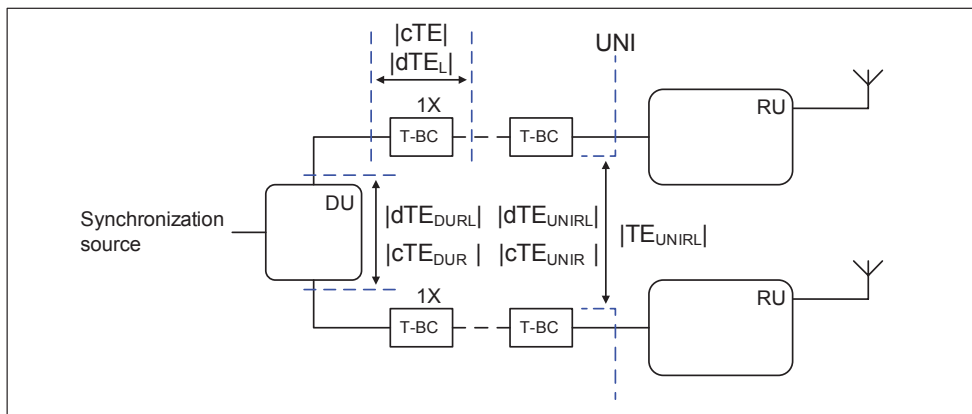 |cTE|
|dTE_L|
UNI
1X
T-BC
T-BC
RU
DU
Synchronization
source
|dTE_DURL|
|cTE_DUR |
|dTE_UNIRL|
|cTE_UNIR |
|TE_UNIRL|
1X
T-BC
T-BC
RU